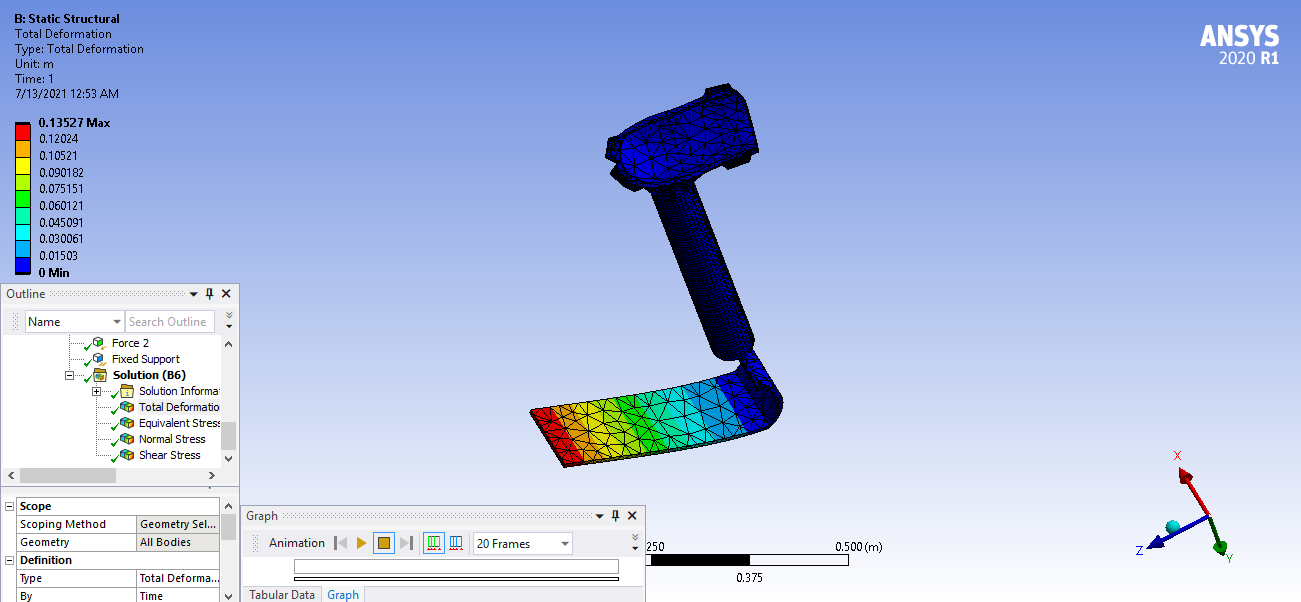 B: Static Structural
Total Deformation
Type: Total Deformation
Unit: m
Time: 1
7/13/2021 12:53 AM
ANSYS
2020 R1
0.13527 Max
0.12024
0.10521
0.090182
0.075151
0.060121
0.045091
0.030061
0.01503
0 Min
Outline
Name
Search Outline
Force 2
Fixed Support
Solution (B6)
Solution Informa
Total Deformatio
Equivalent Stress
Normal Stress
Shear Stress
Scope
Scoping Method Geometry Sel...
Geometry All Bodies
Definition
Type Total Deforma...
By Time
Graph
Animation
20 Frames
Tabular Data Graph
250
0.500 (m)
0.375
X
Z
Y